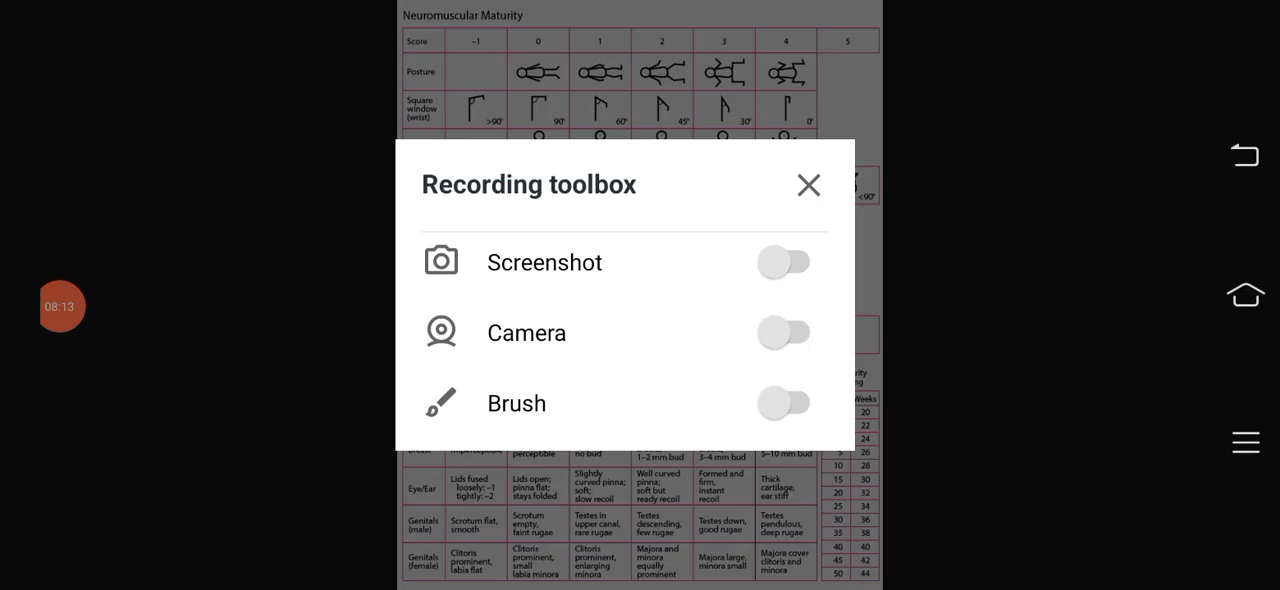 Neuromuscular Maturity
Score -1 0 1 2 3 4 5
Posture
Square window (wrist) >90° 90° 60° 45° 30° 0°
Recording toolbox
<90°
Screenshot
08:13
Camera
Brush
rity
ng
Weeks
20
22
24
5 26
10 28
15 30
20 32
25 34
30 36
35 38
40 40
45 42
50 44
perceptible no bud 1–2 mm bud 3–4 mm bud 5–10 mm bud
Eye/Ear
Lids fused
loosely: –1
tightly: –2
Lids open;
pinna flat;
stays folded
Slightly
curved pinna;
soft;
slow recoil
Well curved
pinna;
soft but
ready recoil
Formed and
firm,
instant
recoil
Thick
cartilage,
ear stiff
Genitals
(male)
Scrotum flat,
smooth
Scrotum
empty,
faint rugae
Testes in
upper canal,
rare rugae
Testes
descending,
few rugae
Testes down,
good rugae
Testes
pendulous,
deep rugae
Genitals
(female)
Clitoris
prominent,
labia flat
Clitoris
prominent,
small
labia minora
Clitoris
prominent,
enlarging
minora
Majora and
minora
equally
prominent
Majora large,
minora small
Majora cover
clitoris and
minora